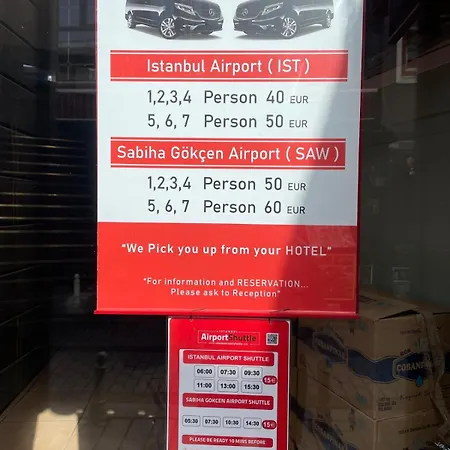 Istanbul Airport ( IST )
1,2,3,4 Person 40 EUR
5, 6, 7 Person 50 EUR
Sabiha Gökçen Airport ( SAW )
1,2,3,4 Person 50 EUR
5, 6, 7 Person 60 EUR
"We Pick you up from your HOTEL"
"For information and RESERVATION...
Please ask to Reception"
AirportShuttle
ISTANBUL AIRPORT SHUTTLE
06:00 07:30 09:30
11:00 13:00 15:30
15€
SABIHA GOKCEN AIRPORT SHUTTLE
05:30 07:30 10:30 14:30
15€
PLEASE BE READY 10 MINS BEFORE